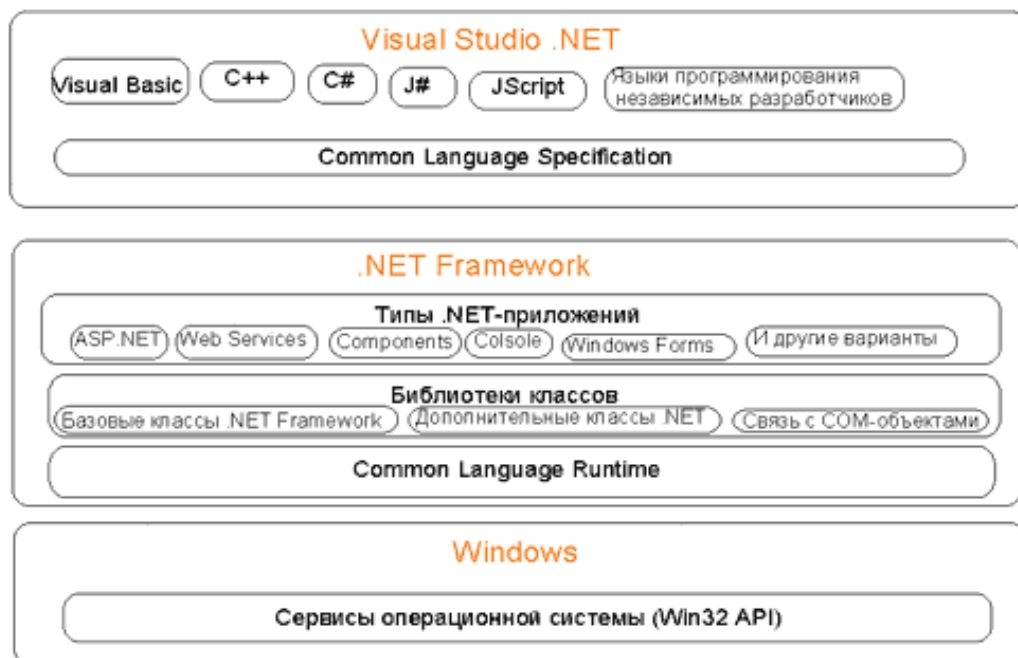 Visual Studio .NET
Visual Basic C++ C# J# JScript Языки программирования
независимых разработчиков
Common Language Specification
.NET Framework
Типы .NET-приложений
ASP.NET Web Services Components Colsole Windows Forms И другие варианты
Библиотеки классов
Базовые классы .NET Framework Дополнительные классы .NET Связь с COM-объектами
Common Language Runtime
Windows
Сервисы операционной системы (Win32 API)